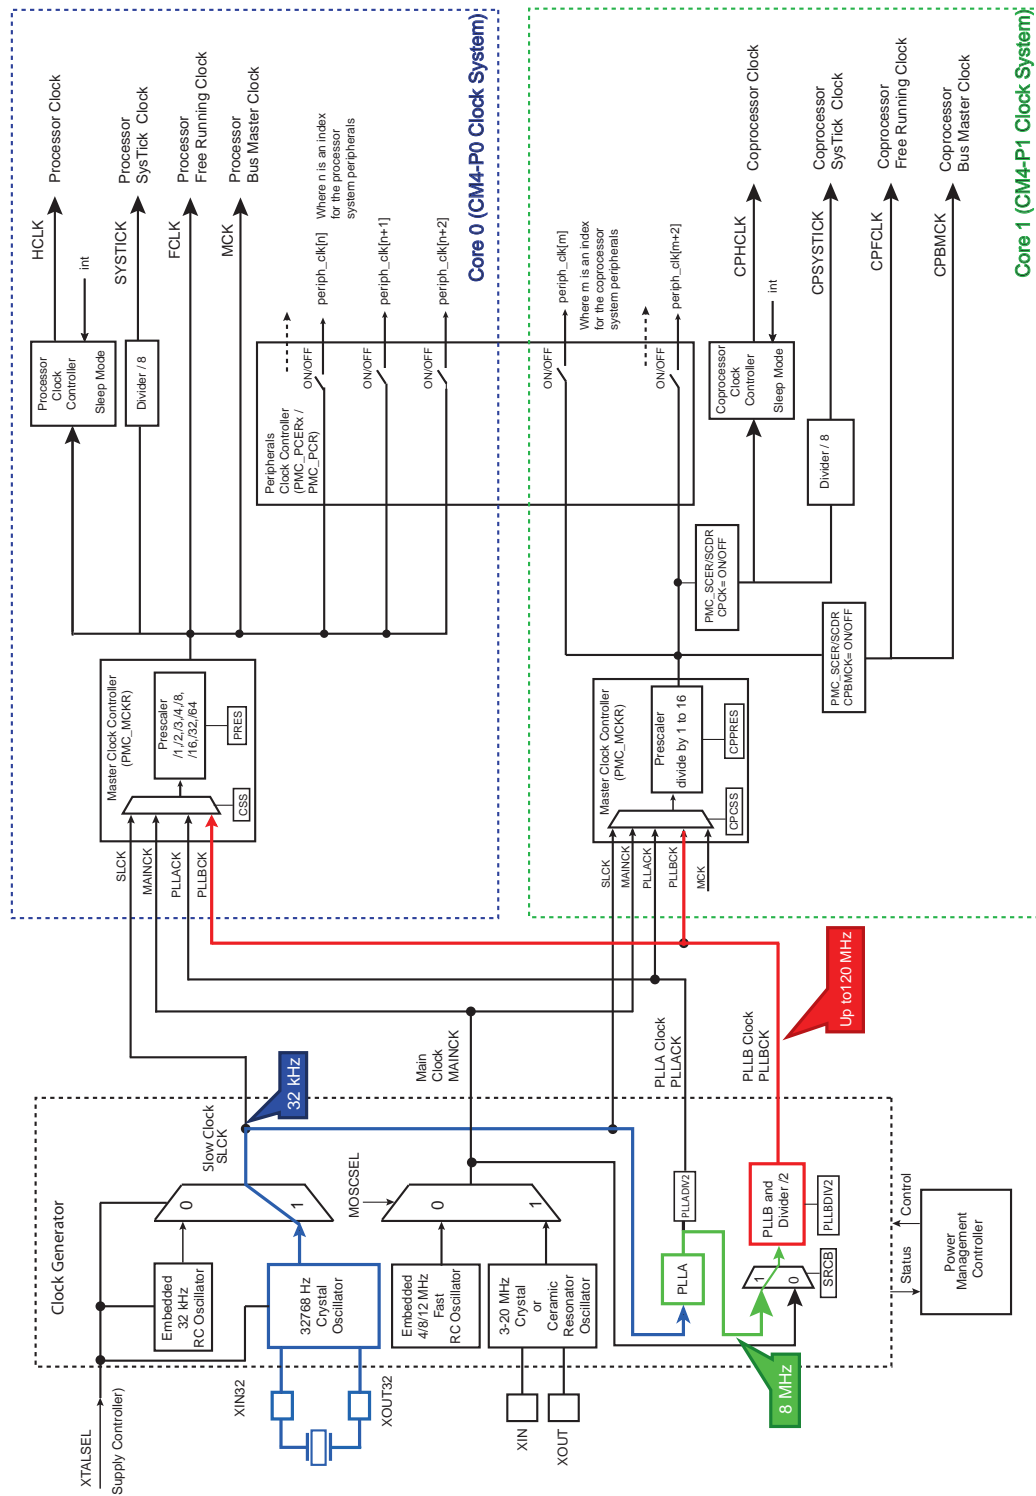 XTALSEL
Supply Controller)
Clock Generator
Embedded
32 kHz
RC Oscillator
0
1
Slow Clock
SLCK
32 kHz
XIN32
XOUT32
32768 Hz
Crystal
Oscillator
MOSCSEL
Embedded
4/8/12 MHz
Fast
RC Oscillator
0
1
3-20 MHz
Crystal
or
Ceramic
Resonator
Oscillator
XIN
XOUT
Main
Clock
MAINCK
PLLA
PLLADIV2
PLLA Clock
PLLACK
8 MHz
1
0
SRCB
PLLB and
Divider /2
PLLBDIV2
PLLB Clock
PLLBCK
Up to120 MHz
Status
Control
Power
Management
Controller
SLCK
MAINCK
PLLACK
PLLBCK
Master Clock Controller
(PMC_MCKR)
Prescaler
/1,/2,/3,/4,/8,
/16,/32,/64
CSS
PRES
Processor
Clock
Controller
Sleep Mode
int
Divider / 8
HCLK
Processor Clock
SYSTICK
Processor
SysTick Clock
FCLK
Processor
Free Running Clock
MCK
Processor
Bus Master Clock
Peripherals
Clock Controller
(PMC_PCERx /
PMC_PCR)
ON/OFF
periph_clk[n]
Where n is an index
for the processor
system peripherals
ON/OFF
periph_clk[n+1]
ON/OFF
periph_clk[n+2]
Core 0 (CM4-P0 Clock System)
SLCK
MAINCK
PLLACK
PLLBCK
MCK
Master Clock Controller
(PMC_MCKR)
Prescaler
divide by 1 to 16
CPCSS
CPPRES
ON/OFF
periph_clk[m]
Where m is an index
for the coprocessor
system peripherals
ON/OFF
periph_clk[m+2]
PMC_SCER/SCDR
CPCK= ON/OFF
Coprocessor
Clock
Controller
Sleep Mode
int
Divider / 8
PMC_SCER/SCDR
CPBMCK= ON/OFF
CPHCLK
Coprocessor Clock
CPSYSTICK
Coprocessor
SysTick Clock
CPFCLK
Coprocessor
Free Running Clock
CPBMCK
Coprocessor
Bus Master Clock
Core 1 (CM4-P1 Clock System)